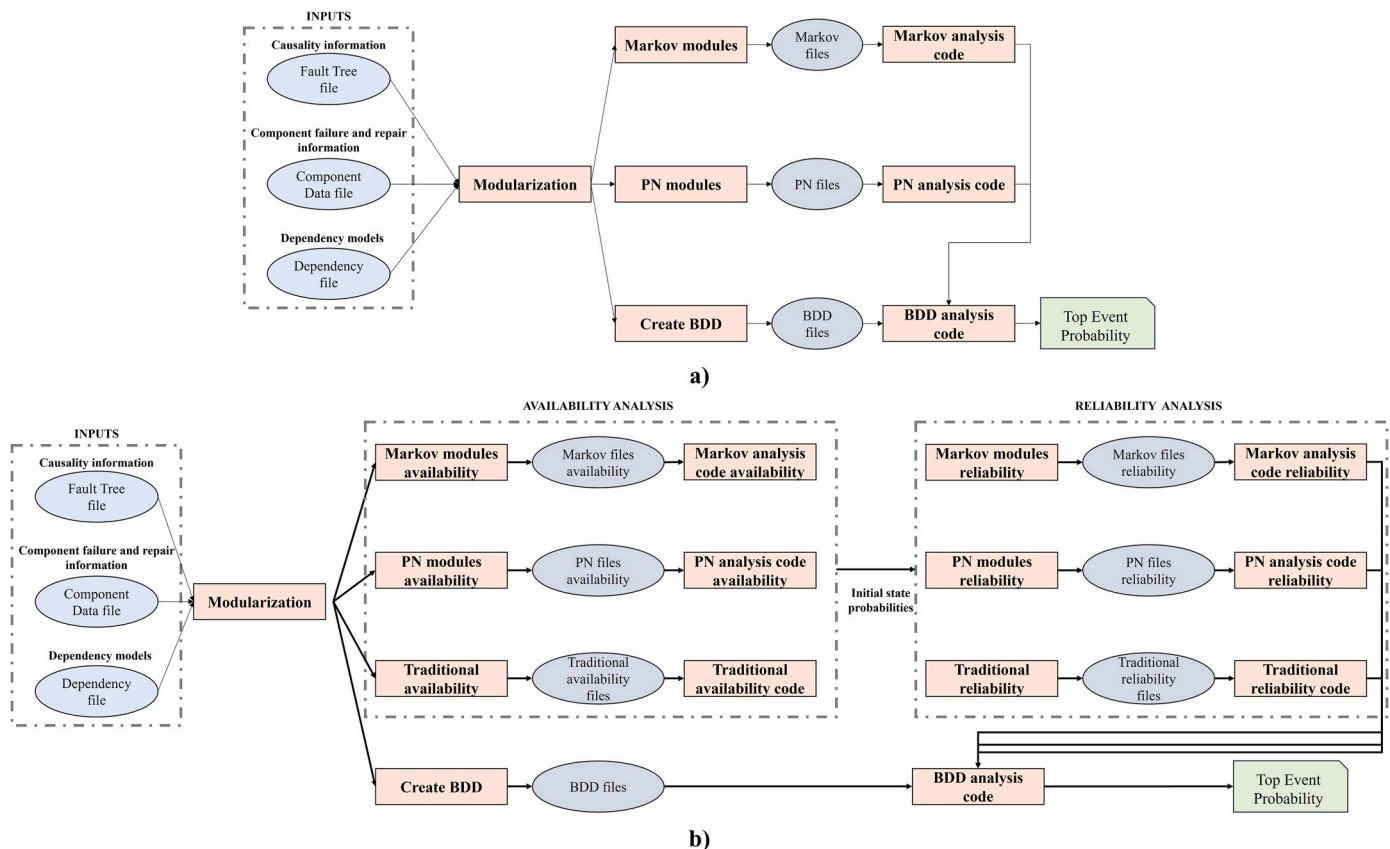 INPUTS
Causality information
Fault Tree
file
Component failure and repair
information
Component
Data file
Dependency models
Dependency
file
Modularization
Markov modules
Markov
files
Markov analysis
code
PN modules
PN files
PN analysis code
Create BDD
BDD
files
BDD analysis
code
Top Event
Probability
a)
INPUTS
Causality information
Fault Tree
file
Component failure and repair
information
Component
Data file
Dependency models
Dependency
file
Modularization
AVAILABILITY ANALYSIS
Markov modules
availability
Markov files
availability
Markov analysis
code availability
PN modules
availability
PN files
availability
PN analysis code
availability
Traditional
availability
Traditional
availability
files
Traditional
availability code
Initial state
probabilities
RELIABILITY ANALYSIS
Markov modules
reliability
Markov files
reliability
Markov analysis
code reliability
PN modules
reliability
PN files
reliability
PN analysis code
reliability
Traditional
reliability
Traditional
reliability
files
Traditional
reliability code
Create BDD
BDD files
BDD analysis
code
Top Event
Probability
b)